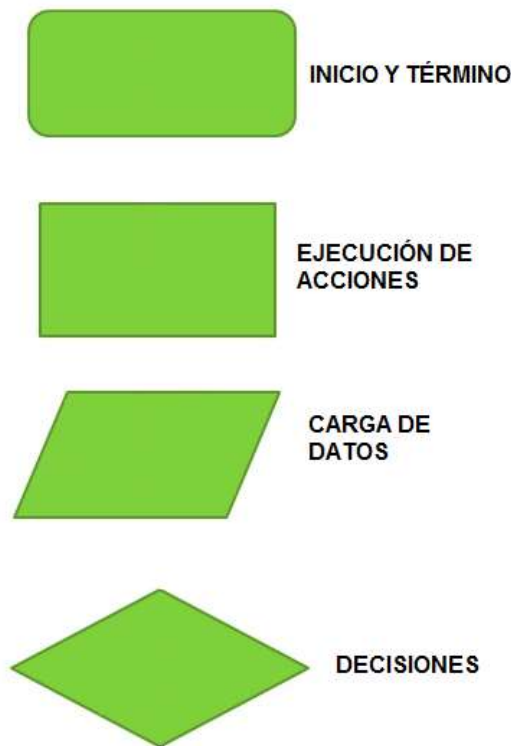 INICIO Y TÉRMINO
EJECUCIÓN DE
ACCIONES
CARGA DE
DATOS
DECISIONES